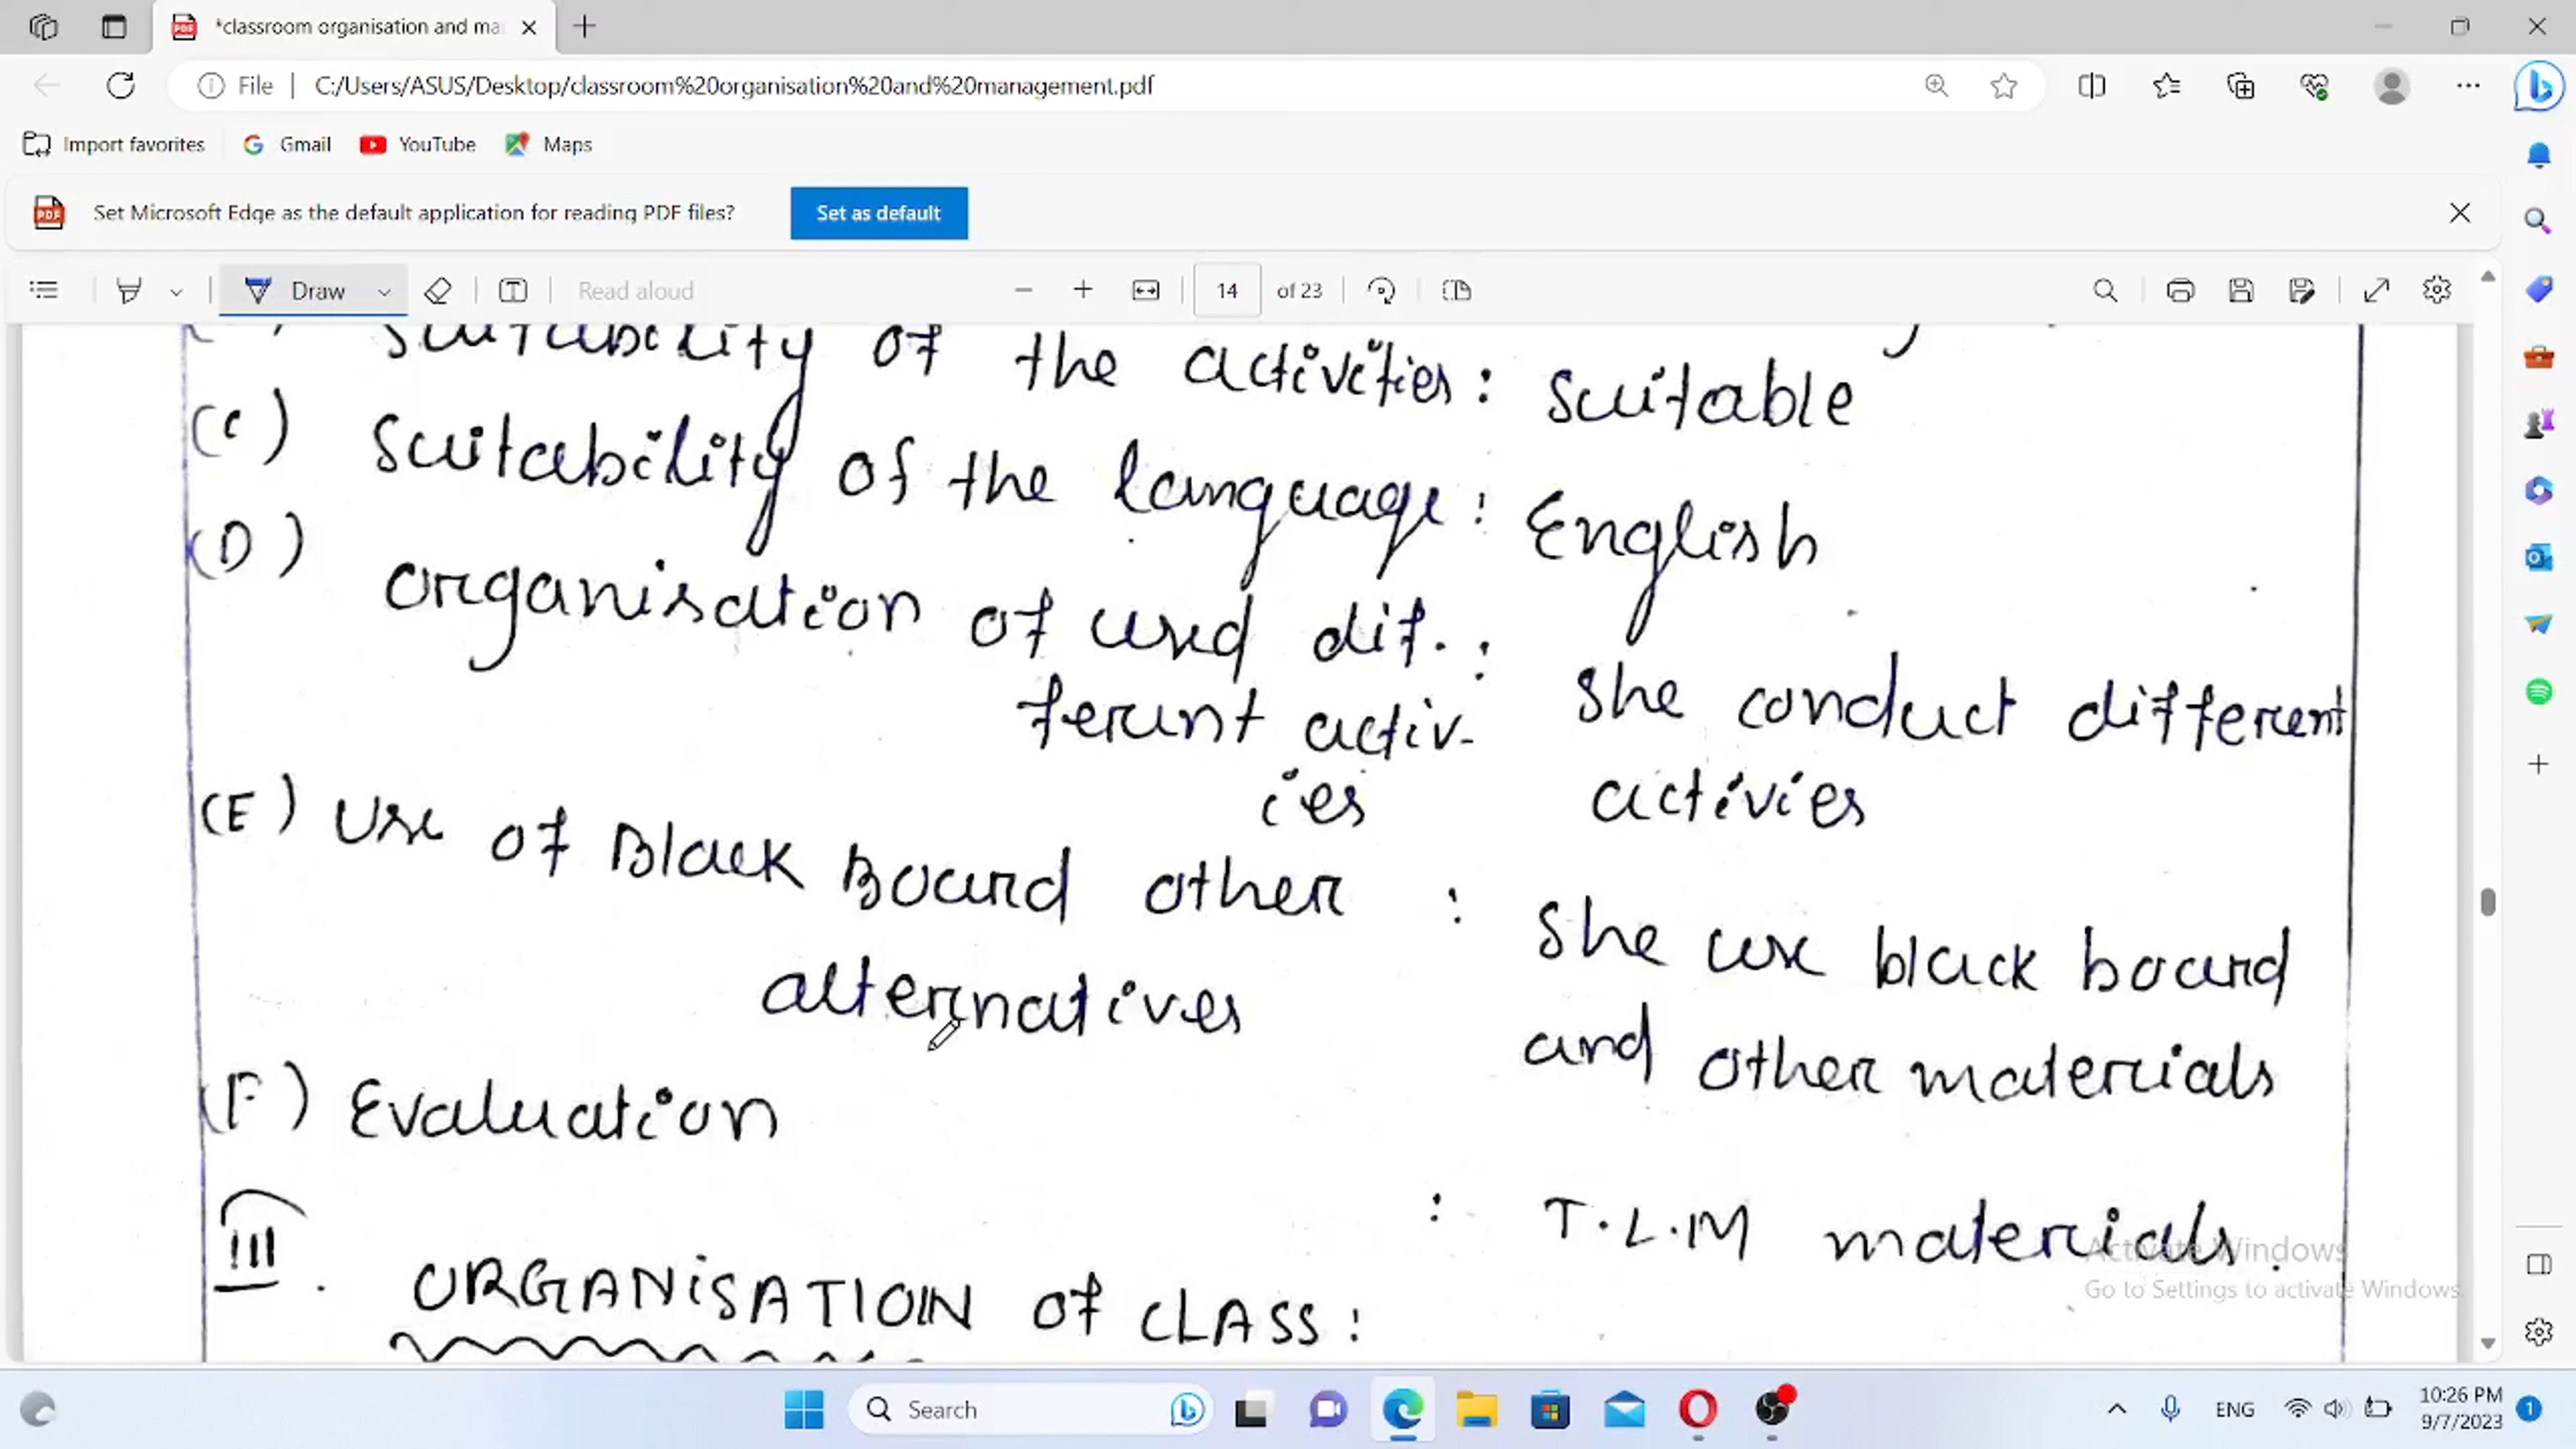 *classroom organisation and ma
File | C:/Users/ASUS/Desktop/classroom%20organisation%20and%20management.pdf
Import favorites Gmail YouTube Maps
Set Microsoft Edge as the default application for reading PDF files? Set as default
Draw Read aloud 14 of 23
suitability of the activities : suitable
(C) suitability of the language : English
(D) organisation of used dif- :
ferent activ- She conduct different
ies activies
(E) Use of Black Board other : She use black board
alternatives and other materials
(F) Evaluation
: T.L.M materials.
III. ORGANiSATION of CLASS :
Activate Windows
Go to Settings to activate Windows.
Search
ENG
10:26 PM
9/7/2023
1